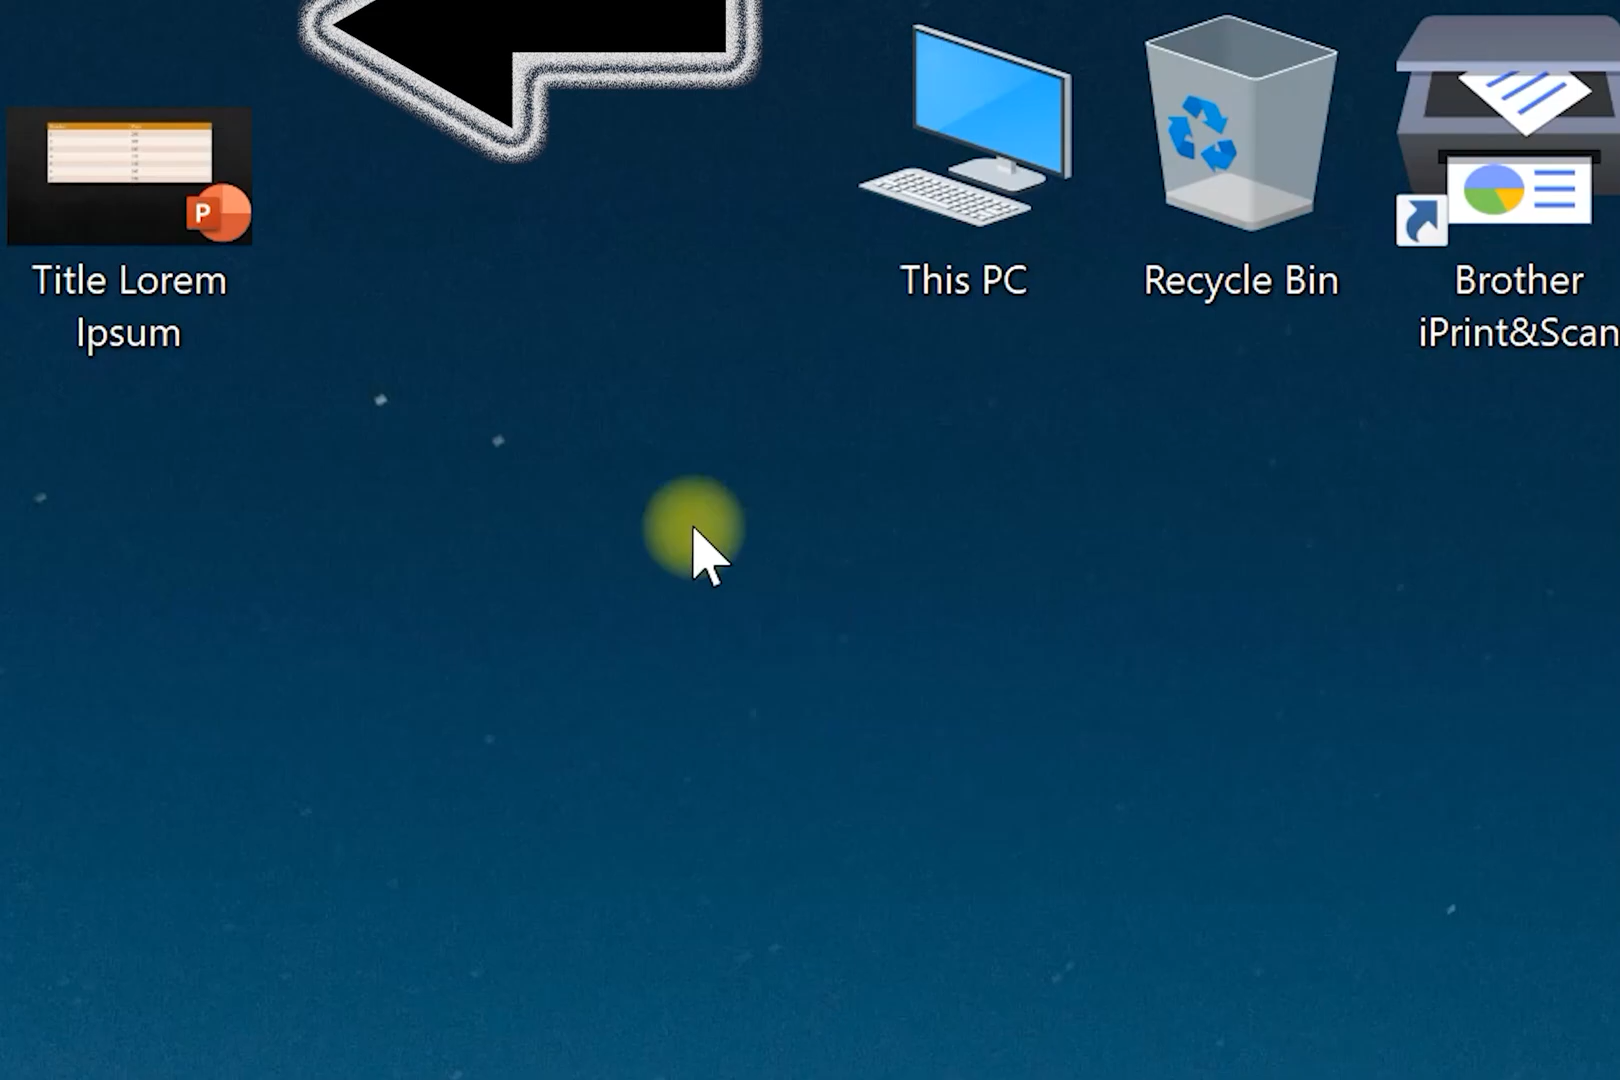 P
Title Lorem
Ipsum
This PC
Recycle Bin
Brother
iPrint&Scan